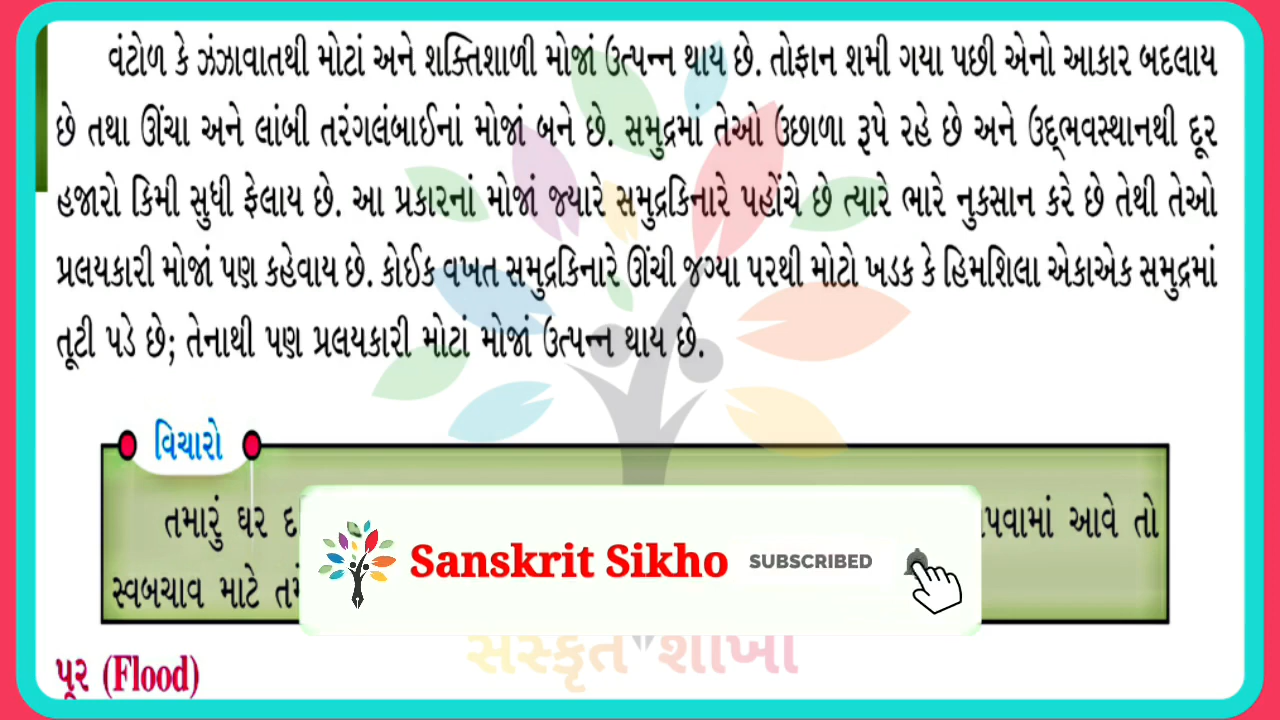 વંટોળ કે ઝંઝાવાતથી મોટાં અને શક્તિશાળી મોજાં ઉત્પન્ન થાય છે. તોફાન શમી ગયા પછી એનો આકાર બદલાય
છે તથા ઊંચા અને લાંબી તરંગલંબાઈનાં મોજાં બને છે. સમુદ્રમાં તેઓ ઉછાળા રૂપે રહે છે અને ઉદ્‌ભવસ્થાનથી દૂર
હજારો કિમી સુધી ફેલાય છે. આ પ્રકારનાં મોજાં જ્યારે સમુદ્રકિનારે પહોંચે છે ત્યારે ભારે નુકસાન કરે છે તેથી તેઓ
પ્રલયકારી મોજાં પણ કહેવાય છે. કોઈક વખત સમુદ્રકિનારે ઊંચી જગ્યા પરથી મોટો ખડક કે હિમશિલા એકાએક સમુદ્રમાં
તૂટી પડે છે; તેનાથી પણ પ્રલયકારી મોટાં મોજાં ઉત્પન્ન થાય છે.
વિચારો
તમારું ઘર આવે તો
સ્વબચાવ માટે
Sanskrit Sikho SUBSCRIBED
સંસ્કૃત શીખો
પૂર (Flood)